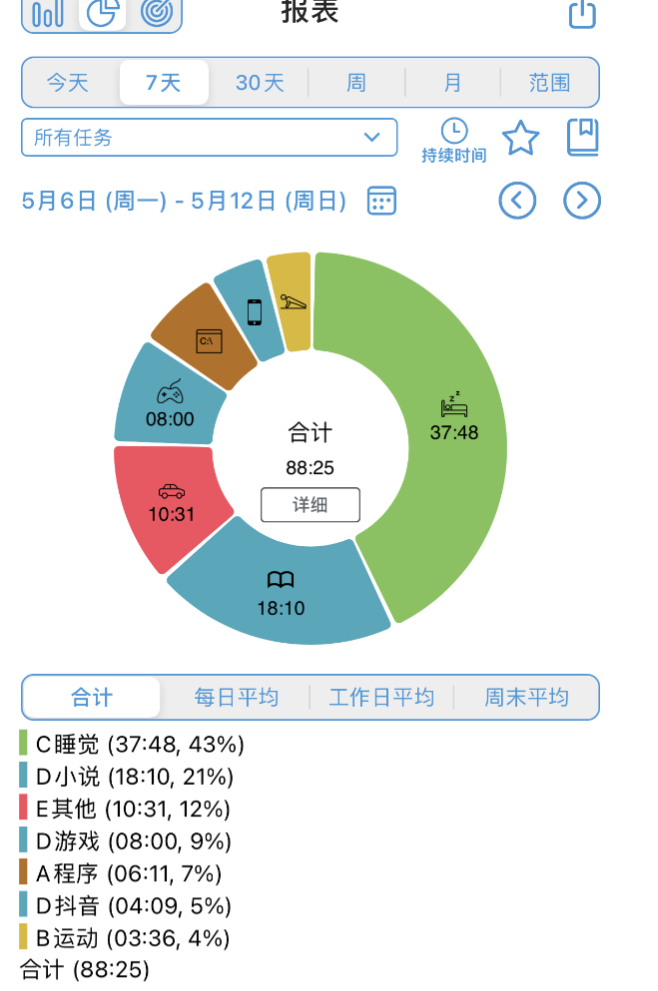 报表
今天 7天 30天 周 月 范围
所有任务
持续时间
5月6日 (周一) - 5月12日 (周日)
37:48
08:00
合计
88:25
详细
10:31
18:10
合计 每日平均 工作日平均 周末平均
C睡觉 (37:48, 43%)
D小说 (18:10, 21%)
E其他 (10:31, 12%)
D游戏 (08:00, 9%)
A程序 (06:11, 7%)
D抖音 (04:09, 5%)
B运动 (03:36, 4%)
合计 (88:25)